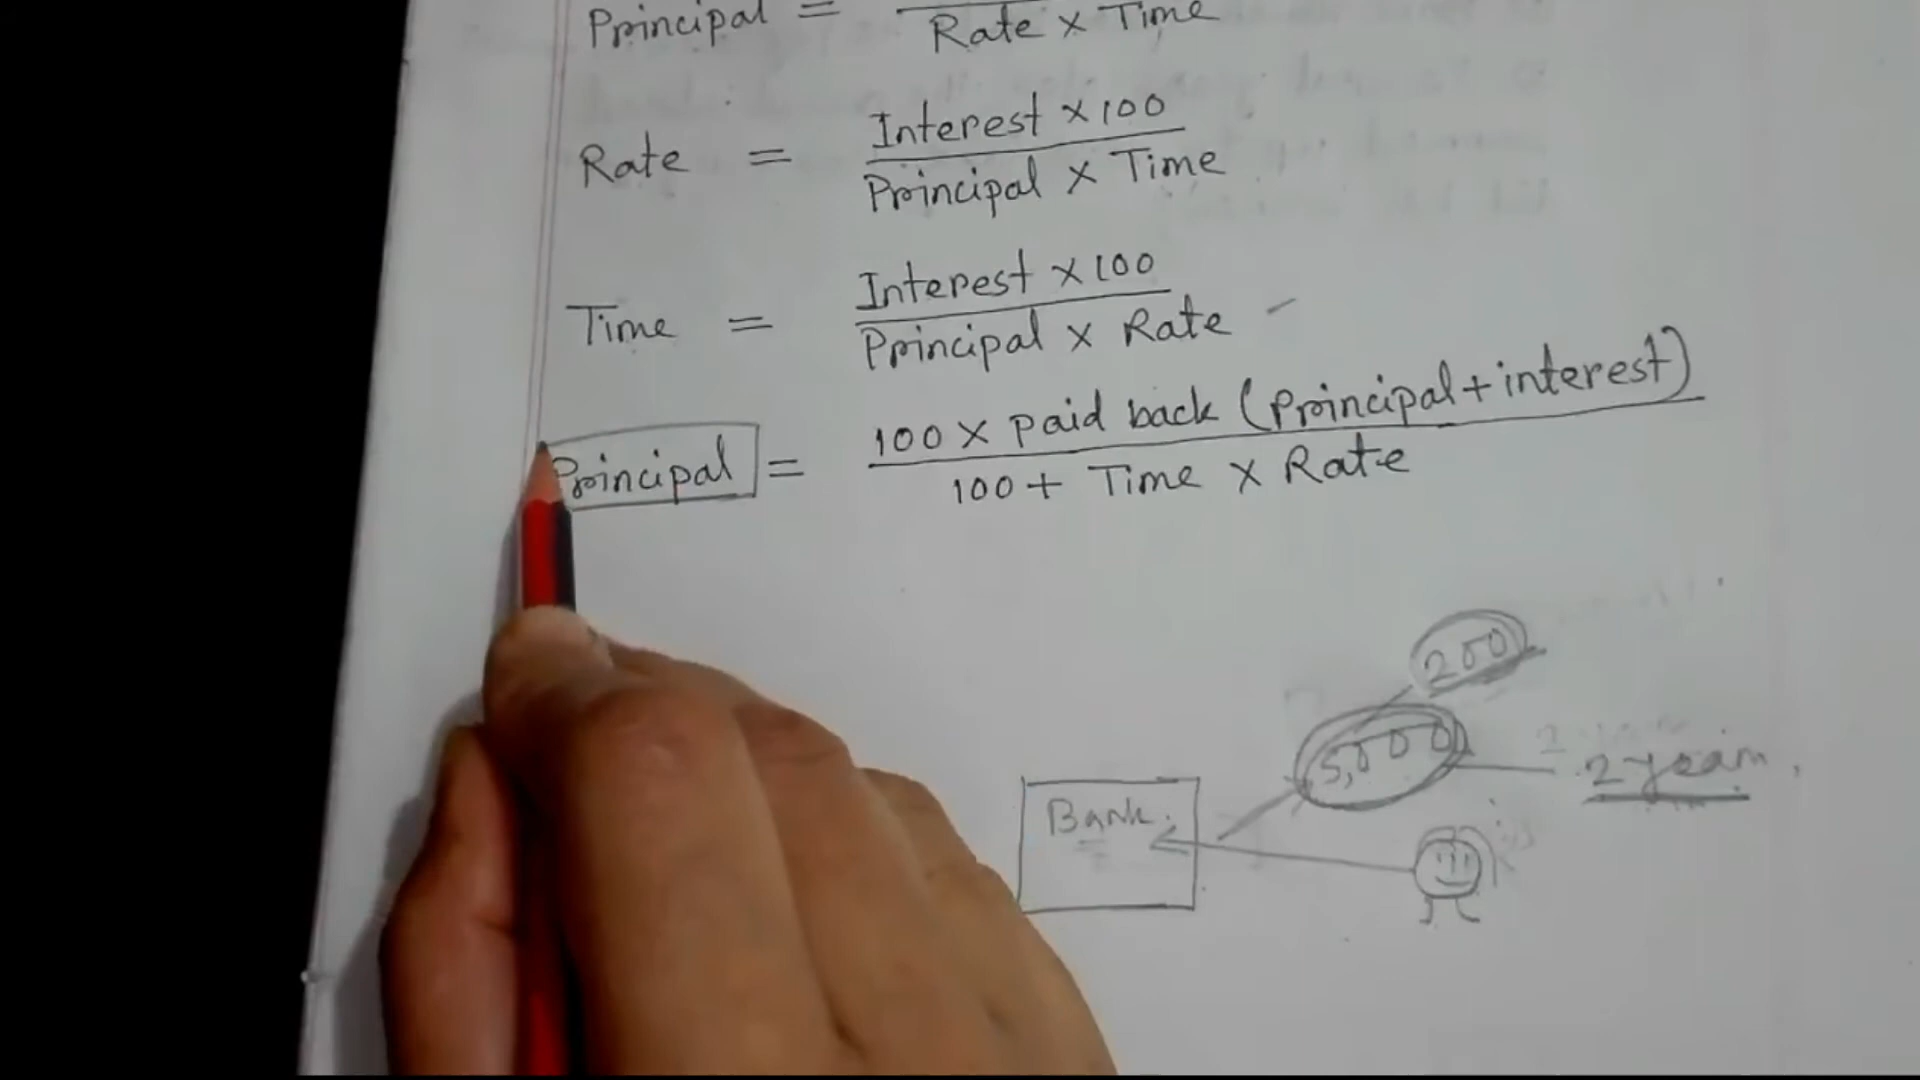 Principal =
Rate x Time
Rate = Interest x 100
Principal x Time
Time = Interest x 100
Principal x Rate
Principal = 100 x Paid back (Principal + interest)
100 + Time x Rate
200
5,000
2 years
Bank.